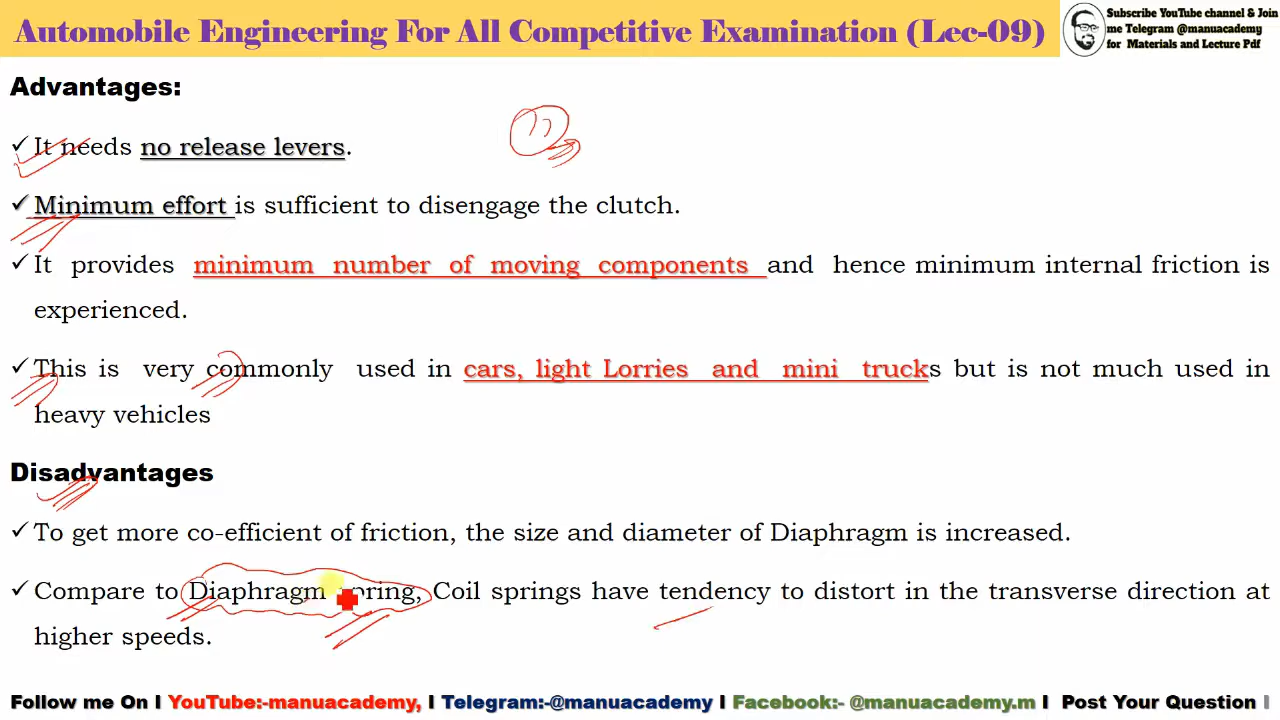 Automobile Engineering For All Competitive Examination (Lec-09)
Subscribe YouTube channel & Join
me Telegram @manuacademy
for Materials and Lecture Pdf
Advantages:
✓ It needs no release levers.
✓ Minimum effort is sufficient to disengage the clutch.
✓ It provides minimum number of moving components and hence minimum internal friction is
experienced.
✓ This is very commonly used in cars, light Lorries and mini trucks but is not much used in
heavy vehicles
Disadvantages
✓ To get more co-efficient of friction, the size and diameter of Diaphragm is increased.
✓ Compare to Diaphragm spring, Coil springs have tendency to distort in the transverse direction at
higher speeds.
Follow me On I YouTube:-manuacademy, I Telegram:-@manuacademy I Facebook:- @manuacademy.m I Post Your Question I